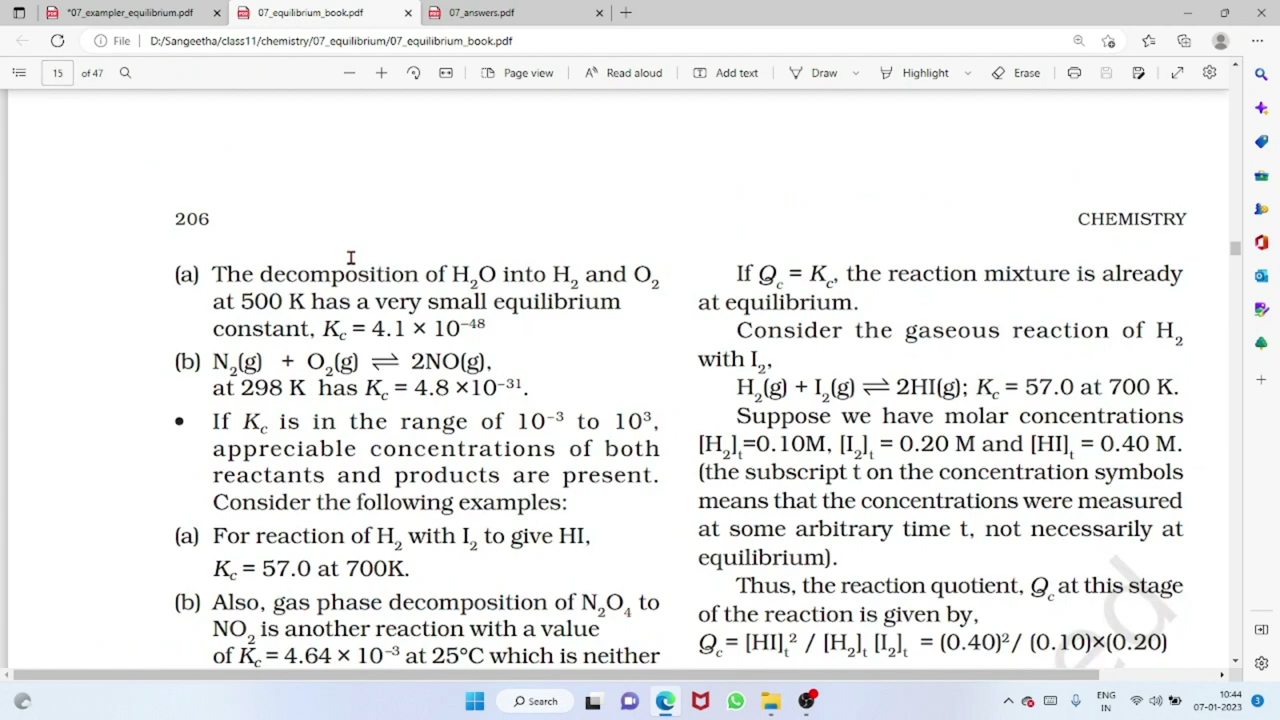 *07_exampler_equilibrium.pdf
07_equilibrium_book.pdf
07_answers.pdf
File
D:/Sangeetha/class11/chemistry/07_equilibrium/07_equilibrium_book.pdf
15 of 47
Page view
Read aloud
Add text
Draw
Highlight
Erase
206
(a) The decomposition of H₂O into H₂ and O₂
at 500 K has a very small equilibrium
constant, K꜀ = 4.1 × 10⁻⁴⁸
(b) N₂(g) + O₂(g) ⇌ 2NO(g),
at 298 K has K꜀ = 4.8 ×10⁻³¹.
• If K꜀ is in the range of 10⁻³ to 10³,
appreciable concentrations of both
reactants and products are present.
Consider the following examples:
(a) For reaction of H₂ with I₂ to give HI,
K꜀ = 57.0 at 700K.
(b) Also, gas phase decomposition of N₂O₄ to
NO₂ is another reaction with a value
of K꜀ = 4.64 × 10⁻³ at 25°C which is neither
CHEMISTRY
If Q꜀ = K꜀, the reaction mixture is already
at equilibrium.
Consider the gaseous reaction of H₂
with I₂,
H₂(g) + I₂(g) ⇌ 2HI(g); K꜀ = 57.0 at 700 K.
Suppose we have molar concentrations
[H₂]ₜ=0.10M, [I₂]ₜ = 0.20 M and [HI]ₜ = 0.40 M.
(the subscript t on the concentration symbols
means that the concentrations were measured
at some arbitrary time t, not necessarily at
equilibrium).
Thus, the reaction quotient, Q꜀ at this stage
of the reaction is given by,
Q꜀ = [HI]ₜ² / [H₂]ₜ [I₂]ₜ = (0.40)²/ (0.10)×(0.20)
ed
Search
ENG
IN
10:44
07-01-2023
3